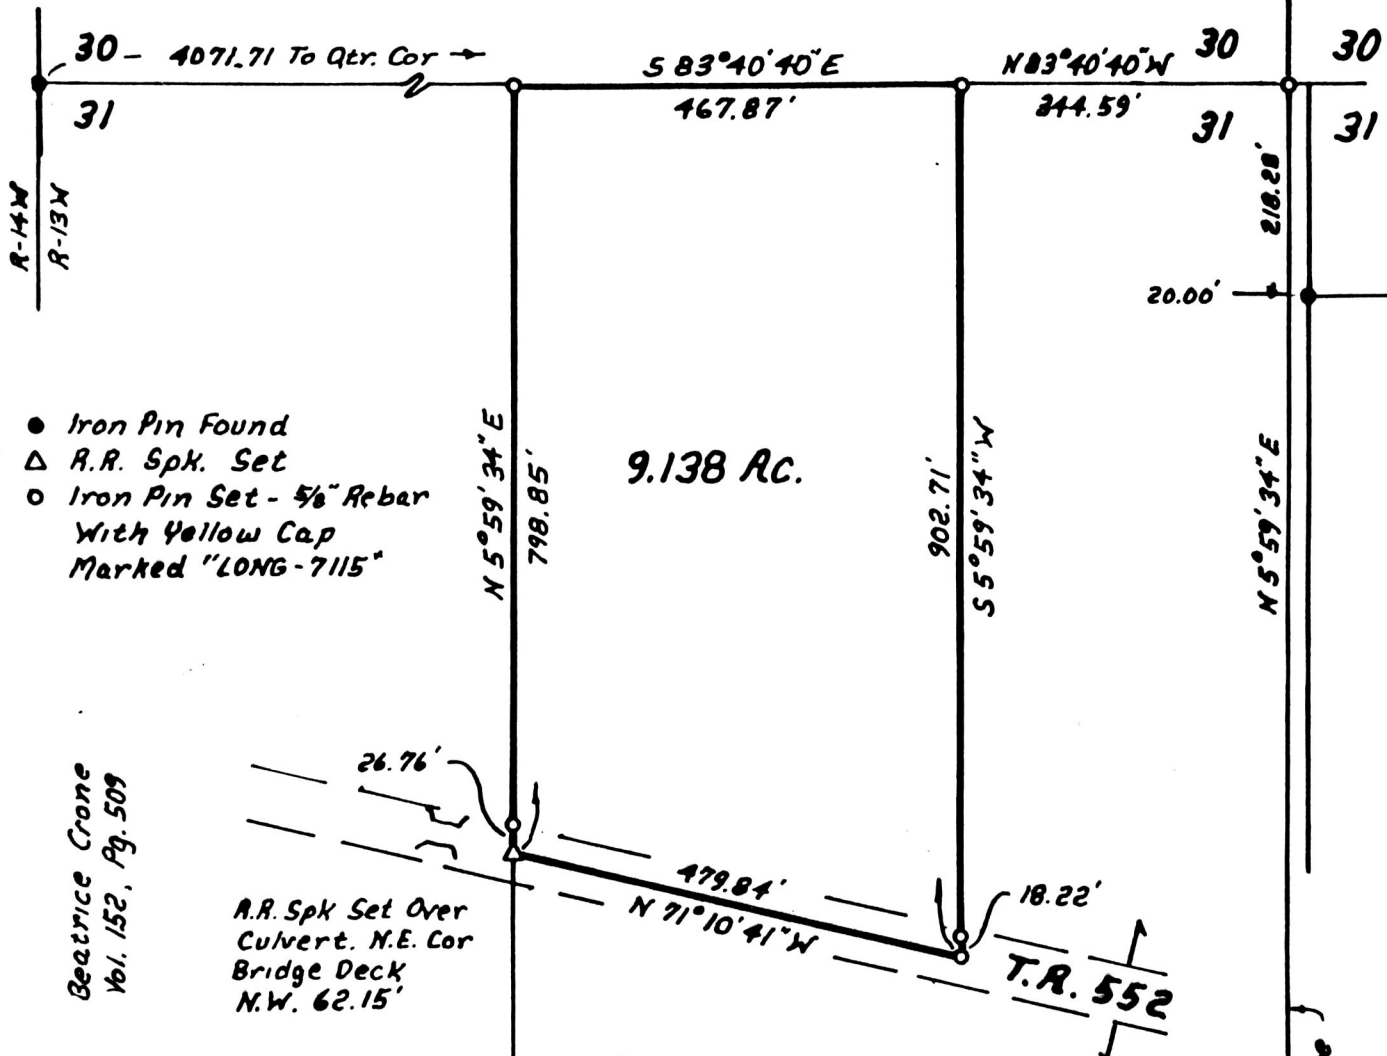 30 – 4071.71 To Qtr. Cor
31
R-14W
R-13W
S 83°40'40"E
467.87'
N 83°40'40"W
344.59'
30
30
31
31
218.28'
20.00'
● Iron Pin Found
△ R.R. Spk. Set
○ Iron Pin Set - 5/8" Rebar
With Yellow Cap
Marked "LONG-7115"
N 5°59'34"E
798.85'
9.138 Ac.
902.71'
S 5°59'34"W
N 5°59'34"E
26.76'
Beatrice Crone
Vol. 152, Pg. 509
R.R. Spk Set Over
Culvert. N.E. Cor
Bridge Deck
N.W. 62.15'
479.84'
N 71°10'41"W
18.22'
T.R. 552